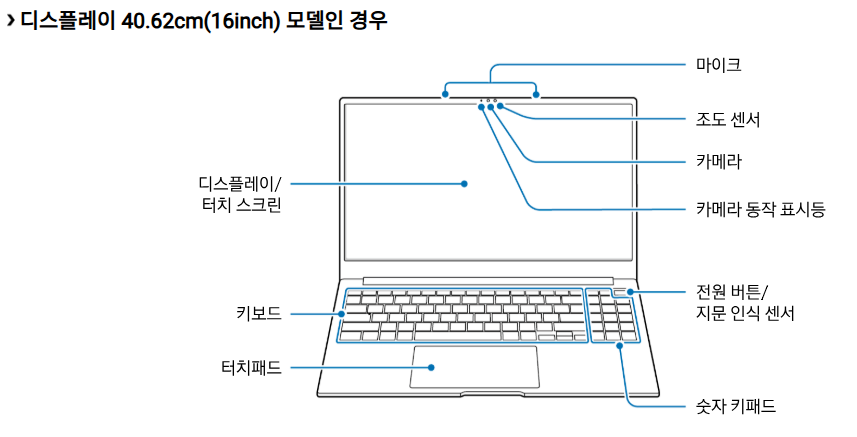 › 디스플레이 40.62cm(16inch) 모델인 경우
마이크
조도 센서
카메라
디스플레이/
터치 스크린
카메라 동작 표시등
전원 버튼/
지문 인식 센서
키보드
터치패드
숫자 키패드